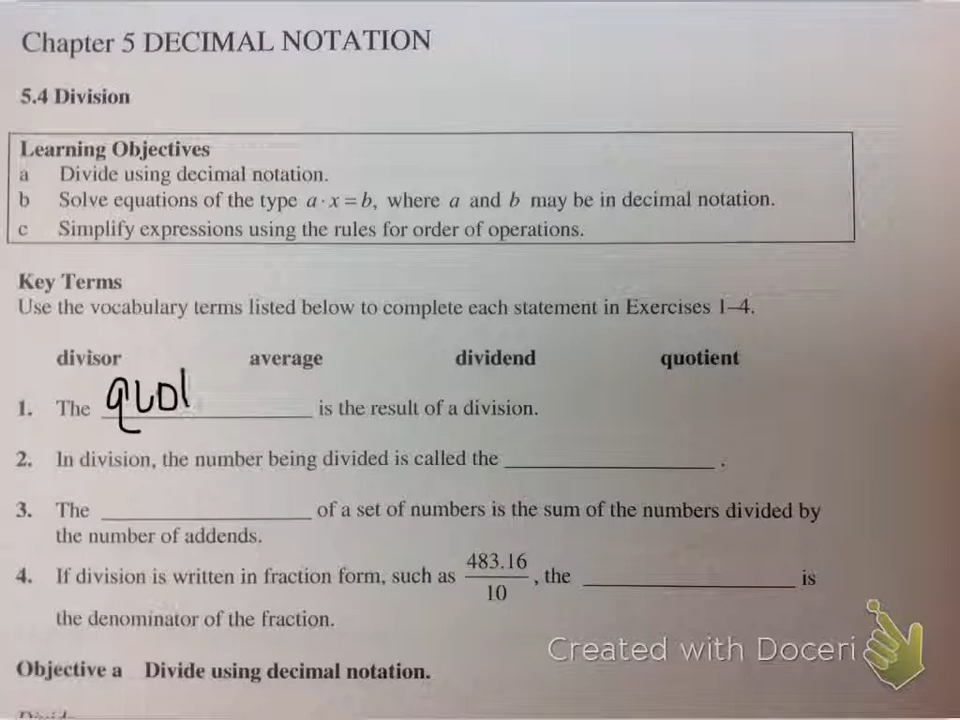 Chapter 5 DECIMAL NOTATION
5.4 Division
Learning Objectives
a Divide using decimal notation.
b Solve equations of the type a · x = b, where a and b may be in decimal notation.
c Simplify expressions using the rules for order of operations.
Key Terms
Use the vocabulary terms listed below to complete each statement in Exercises 1–4.
divisor average dividend quotient
1. The quot ____ is the result of a division.
2. In division, the number being divided is called the ____ .
3. The ____ of a set of numbers is the sum of the numbers divided by
the number of addends.
4. If division is written in fraction form, such as 483.16/10 , the ____ is
the denominator of the fraction.
Created with Doceri
Objective a Divide using decimal notation.